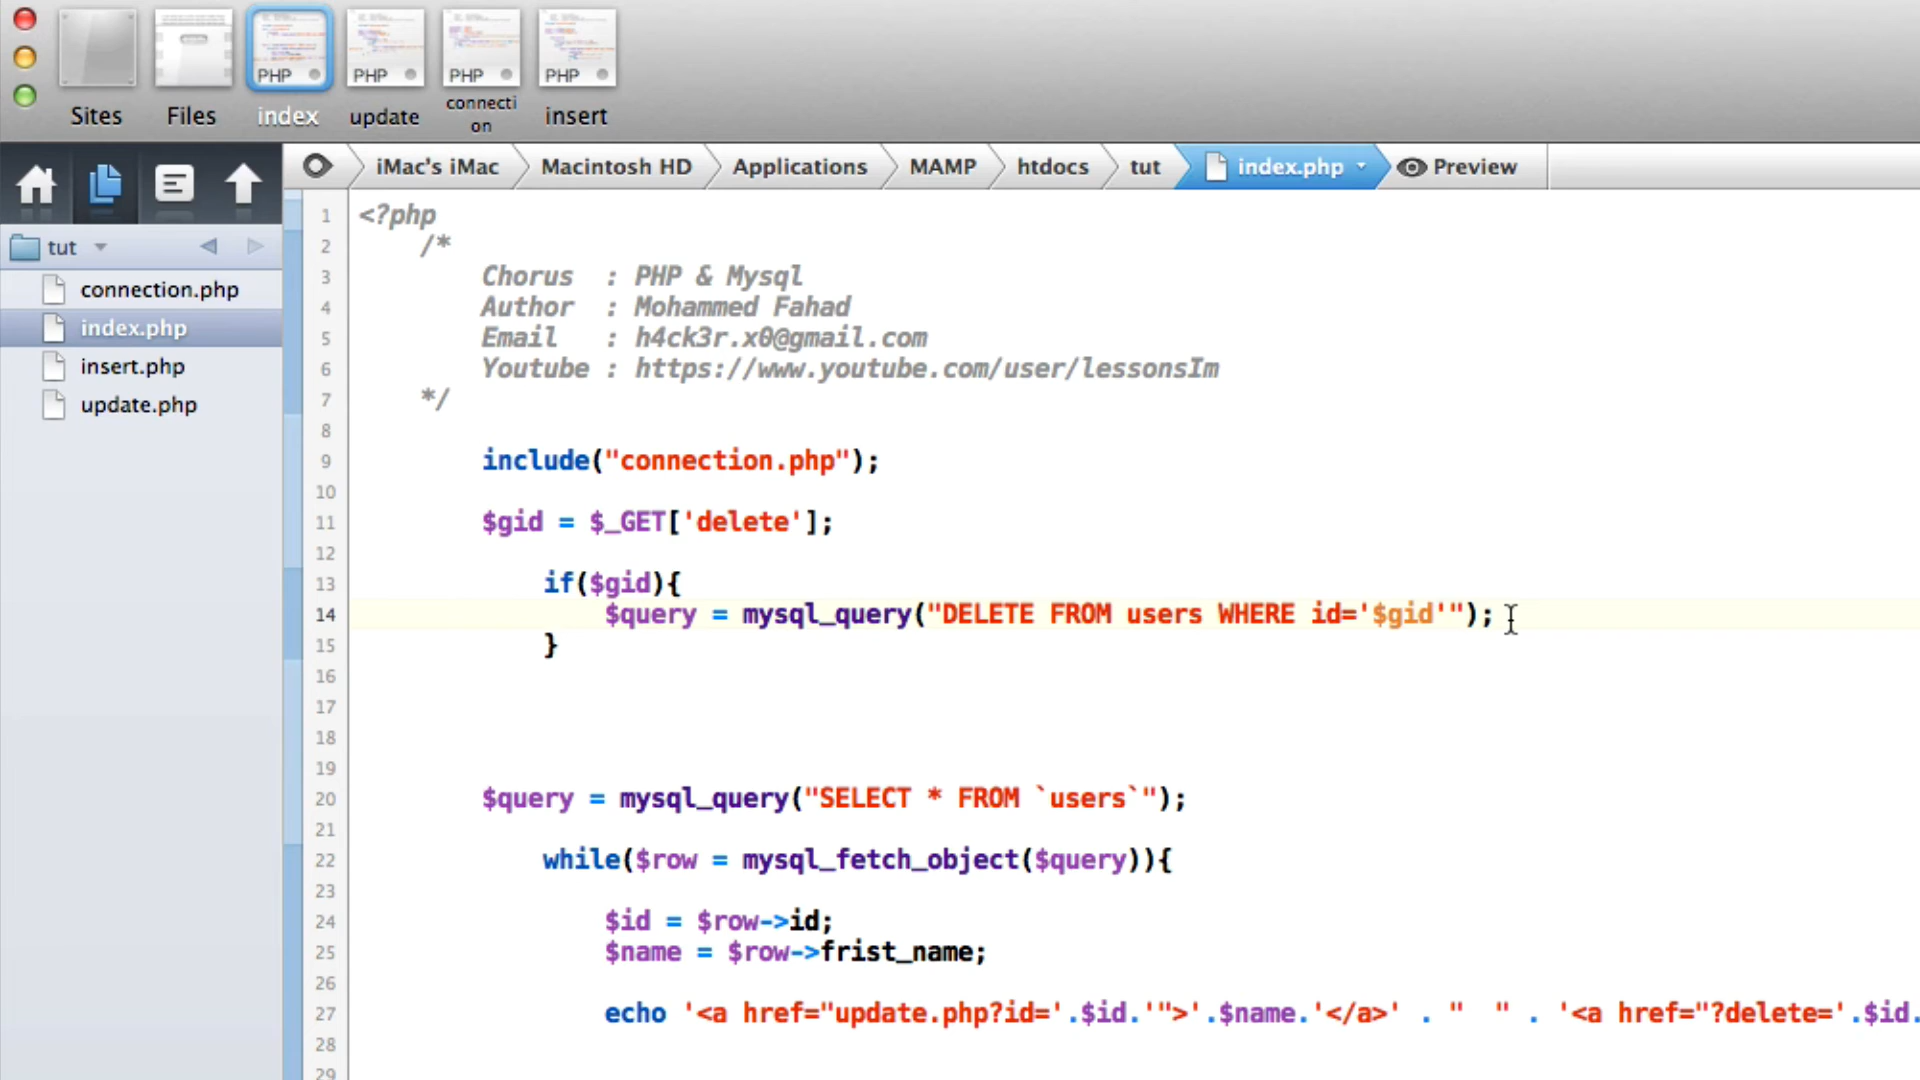 PHP PHP PHP PHP
Sites Files index update connecti on insert
iMac's iMac Macintosh HD Applications MAMP htdocs tut index.php Preview
tut
connection.php
index.php
insert.php
update.php
1 <?php
2 /*
3 Chorus : PHP & Mysql
4 Author : Mohammed Fahad
5 Email : h4ck3r.x0@gmail.com
6 Youtube : https://www.youtube.com/user/lessonsIm
7 */
8
9 include("connection.php");
10
11 $gid = $_GET['delete'];
12
13 if($gid){
14 $query = mysql_query("DELETE FROM users WHERE id='$gid'");
15 }
16
17
18
19
20 $query = mysql_query("SELECT * FROM `users`");
21
22 while($row = mysql_fetch_object($query)){
23
24 $id = $row->id;
25 $name = $row->frist_name;
26
27 echo '<a href="update.php?id='.$id.'">'.$name.'</a>' . "  " . '<a href="?delete='.$id.
28
29